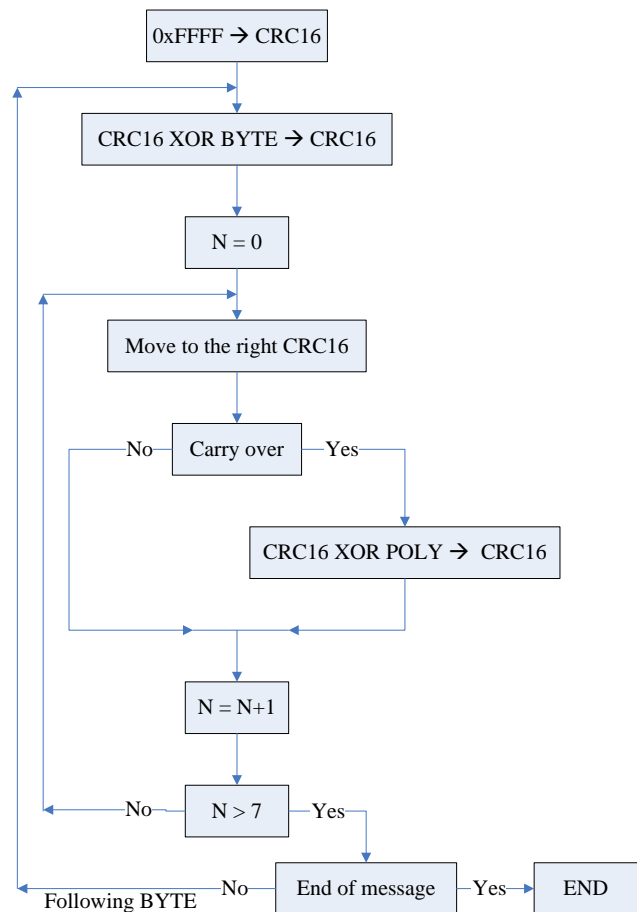 0xFFFF → CRC16
CRC16 XOR BYTE → CRC16
N = 0
Move to the right CRC16
No
Carry over
Yes
CRC16 XOR POLY → CRC16
N = N+1
No
N > 7
Yes
Following BYTE
No
End of message
Yes
END